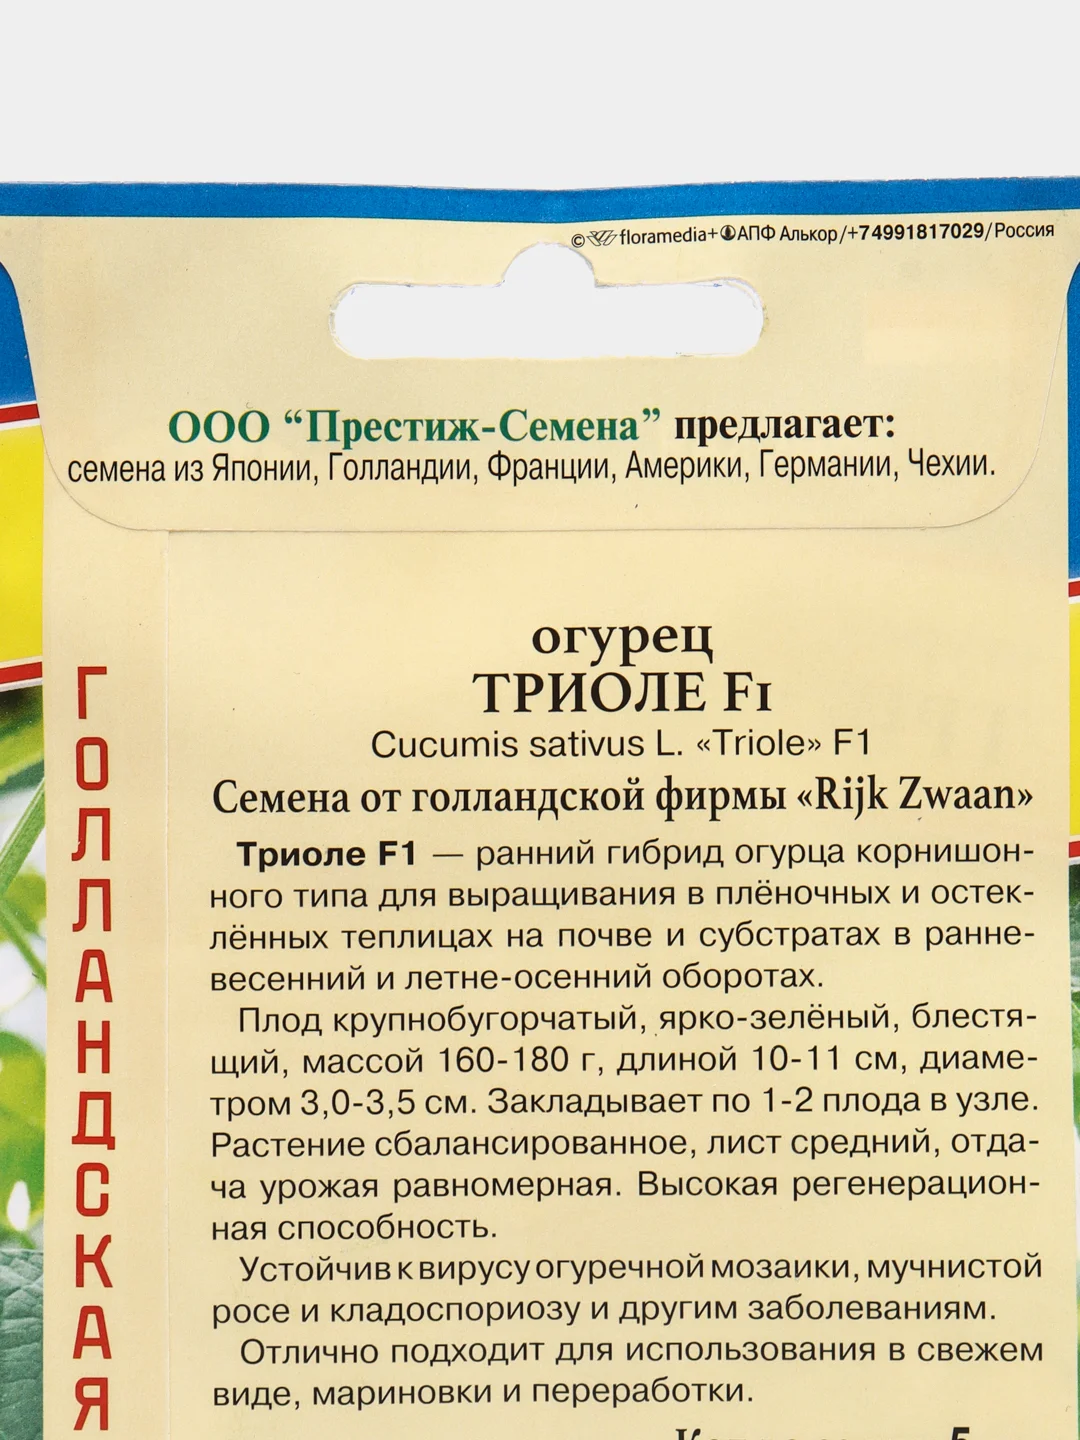 © floramedia+ АПФ Алькор/+74991817029/Россия
ООО “Престиж-Семена” предлагает:
семена из Японии, Голландии, Франции, Америки, Германии, Чехии.
огурец
ТРИОЛЕ F1
Cucumis sativus L. «Triole» F1
Семена от голландской фирмы «Rijk Zwaan»
Триоле F1 — ранний гибрид огурца корнишон-
ного типа для выращивания в плёночных и остек-
лённых теплицах на почве и субстратах в ранне-
весенний и летне-осенний оборотах.
Плод крупнобугорчатый, ярко-зелёный, блестя-
щий, массой 160-180 г, длиной 10-11 см, диаме-
тром 3,0-3,5 см. Закладывает по 1-2 плода в узле.
Растение сбалансированное, лист средний, отда-
ча урожая равномерная. Высокая регенерацион-
ная способность.
Устойчив к вирусу огуречной мозаики, мучнистой
росе и кладоспориозу и другим заболеваниям.
Отлично подходит для использования в свежем
виде, мариновки и переработки.
ГОЛЛАНДСКАЯ